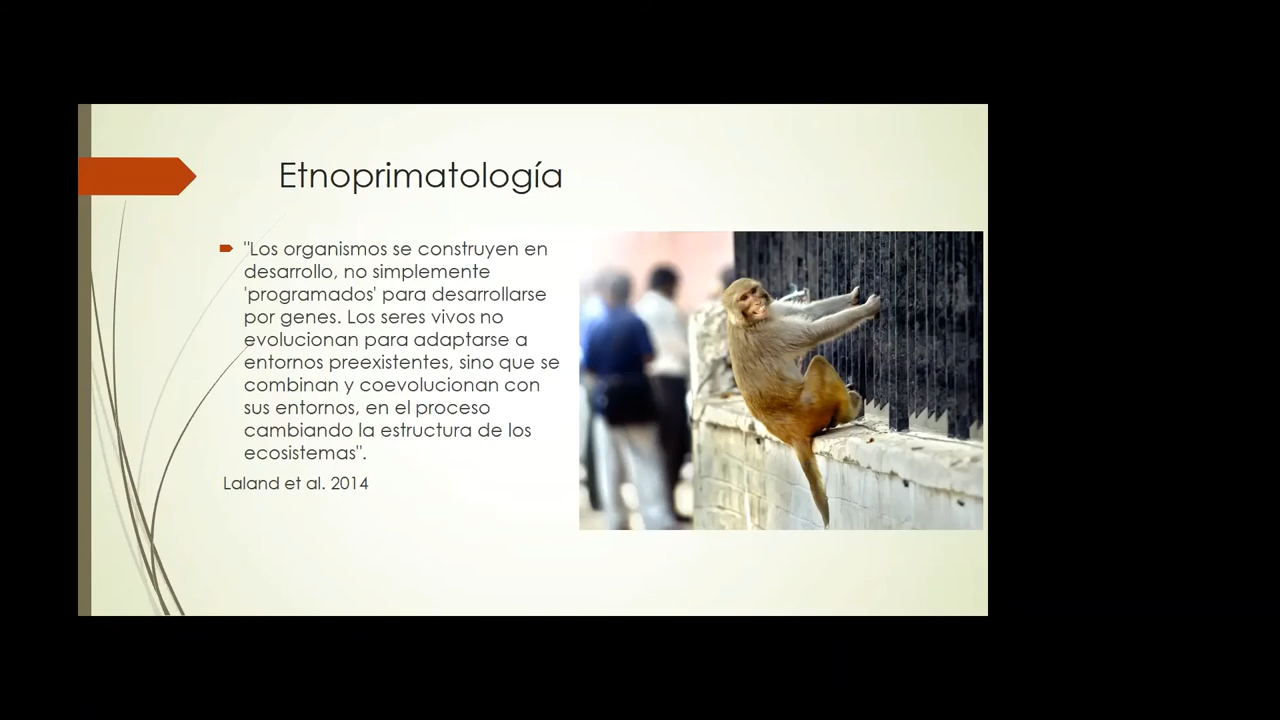 Etnoprimatología
"Los organismos se construyen en
desarrollo, no simplemente
'programados' para desarrollarse
por genes. Los seres vivos no
evolucionan para adaptarse a
entornos preexistentes, sino que se
combinan y coevolucionan con
sus entornos, en el proceso
cambiando la estructura de los
ecosistemas".
Laland et al. 2014